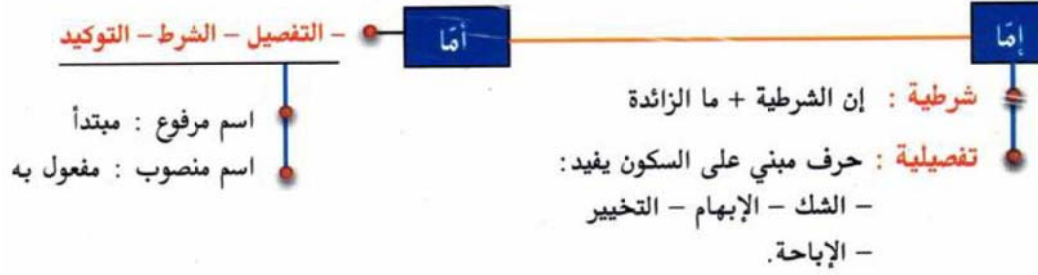 إمّا
شرطية : إن الشرطية + ما الزائدة
تفصيلية : حرف مبني على السكون يفيد :
– الشك – الإبهام – التخيير
– الإباحة.
أمّا
– التفصيل – الشرط – التوكيد
اسم مرفوع : مبتدأ
اسم منصوب : مفعول به